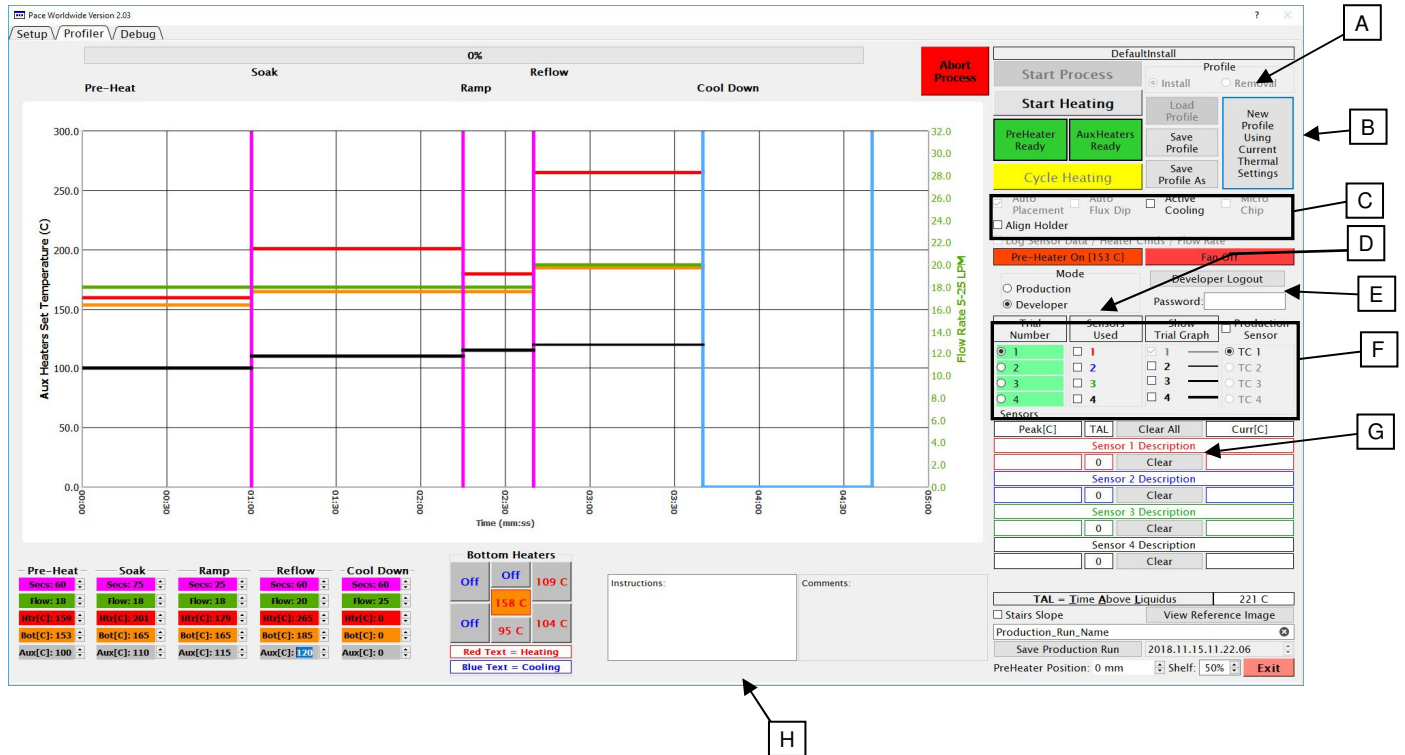 Pace Worldwide Version 2.03
?
Setup Profiler Debug
0%
Soak Reflow
Pre-Heat Ramp Cool Down
Abort
Process
DefaultInstall
Start Process
Profile
Install Removal
Start Heating
Load
Profile
New
Profile
Using
Current
Thermal
Settings
PreHeater
Ready
AuxHeaters
Ready
Save
Profile
Cycle Heating
Save
Profile As
Auto
Placement
Auto
Flux Dip
Active
Cooling
Micro
Chip
Align Holder
Log Sensor Data / Heater Cmds / Flow Rate
Pre-Heater On [153 C] Fan Off
Mode
Production
Developer
Developer Logout
Password:
Trial
Number
Sensors
Used
Show
Trial Graph
Production
Sensor
1 1 1 TC 1
2 2 2 TC 2
3 3 3 TC 3
4 4 4 TC 4
Sensors
Peak[C] TAL Clear All Curr[C]
Sensor 1 Description
0 Clear
Sensor 2 Description
0 Clear
Sensor 3 Description
0 Clear
Sensor 4 Description
0 Clear
TAL = Time Above Liquidus 221 C
Stairs Slope View Reference Image
Production_Run_Name
Save Production Run 2018.11.15.11.22.06
PreHeater Position: 0 mm Shelf: 50% Exit
Aux Heaters Set Temperature (C)
300.0
250.0
200.0
150.0
100.0
50.0
0.0
32.0
30.0
28.0
26.0
24.0
22.0
20.0
18.0
16.0
14.0
12.0
10.0
8.0
6.0
4.0
2.0
0.0
Flow Rate 5-25 LPM
00:00 00:30 01:00 01:30 02:00 02:30 03:00 03:30 04:00 04:30 05:00
Time (mm:ss)
Pre-Heat Soak Ramp Reflow Cool Down
Secs: 60 Secs: 75 Secs: 25 Secs: 60 Secs: 60
Flow: 18 Flow: 18 Flow: 18 Flow: 20 Flow: 25
Htr[C]: 159 Htr[C]: 201 Htr[C]: 179 Htr[C]: 265 Htr[C]: 0
Bot[C]: 153 Bot[C]: 165 Bot[C]: 165 Bot[C]: 185 Bot[C]: 0
Aux[C]: 100 Aux[C]: 110 Aux[C]: 115 Aux[C]: 120 Aux[C]: 0
Bottom Heaters
Off Off 109 C
158 C
Off 95 C 104 C
Red Text = Heating
Blue Text = Cooling
Instructions:
Comments:
A
B
C
D
E
F
G
H